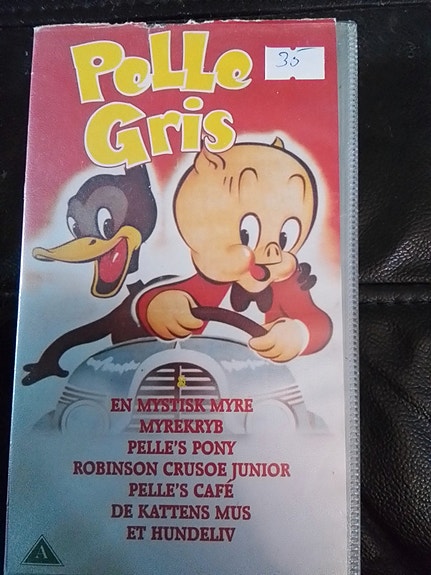 PeLLe
Gris
35
EN MYSTISK MYRE
MYREKRYB
PELLE'S PONY
ROBINSON CRUSOE JUNIOR
PELLE'S CAFÉ
DE KATTENS MUS
ET HUNDELIV
A